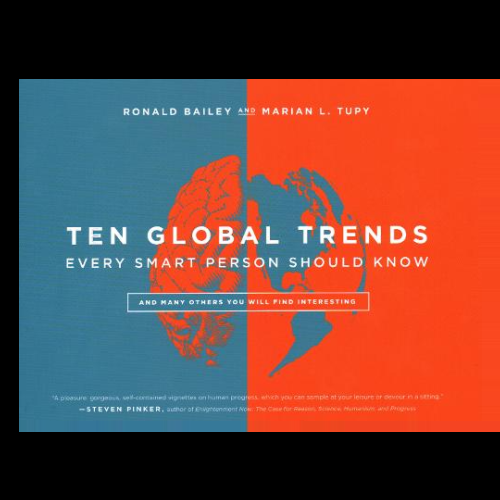 RONALD BAILEY AND MARIAN L. TUPY
TEN GLOBAL TRENDS
EVERY SMART PERSON SHOULD KNOW
AND MANY OTHERS YOU WILL FIND INTERESTING
"A pleasure: gorgeous, self-contained vignettes on human progress, which you can sample at your leisure or devour in a sitting."
—STEVEN PINKER, author of Enlightenment Now: The Case for Reason, Science, Humanism, and Progress